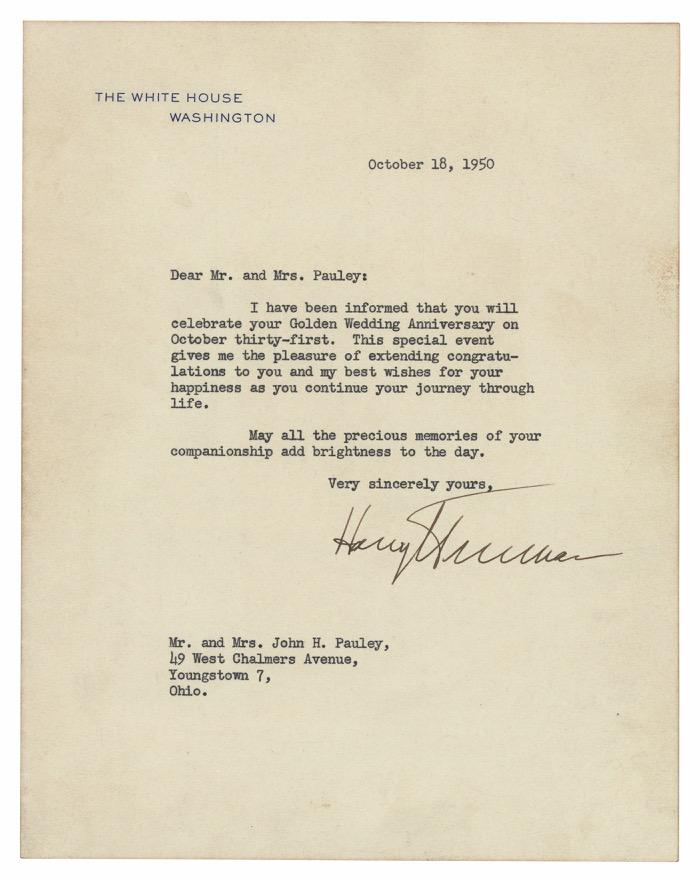 THE WHITE HOUSE
WASHINGTON
October 18, 1950
Dear Mr. and Mrs. Pauley:
I have been informed that you will
celebrate your Golden Wedding Anniversary on
October thirty-first. This special event
gives me the pleasure of extending congratu-
lations to you and my best wishes for your
happiness as you continue your journey through
life.
May all the precious memories of your
companionship add brightness to the day.
Very sincerely yours,
Harry Truman
Mr. and Mrs. John H. Pauley,
49 West Chalmers Avenue,
Youngstown 7,
Ohio.